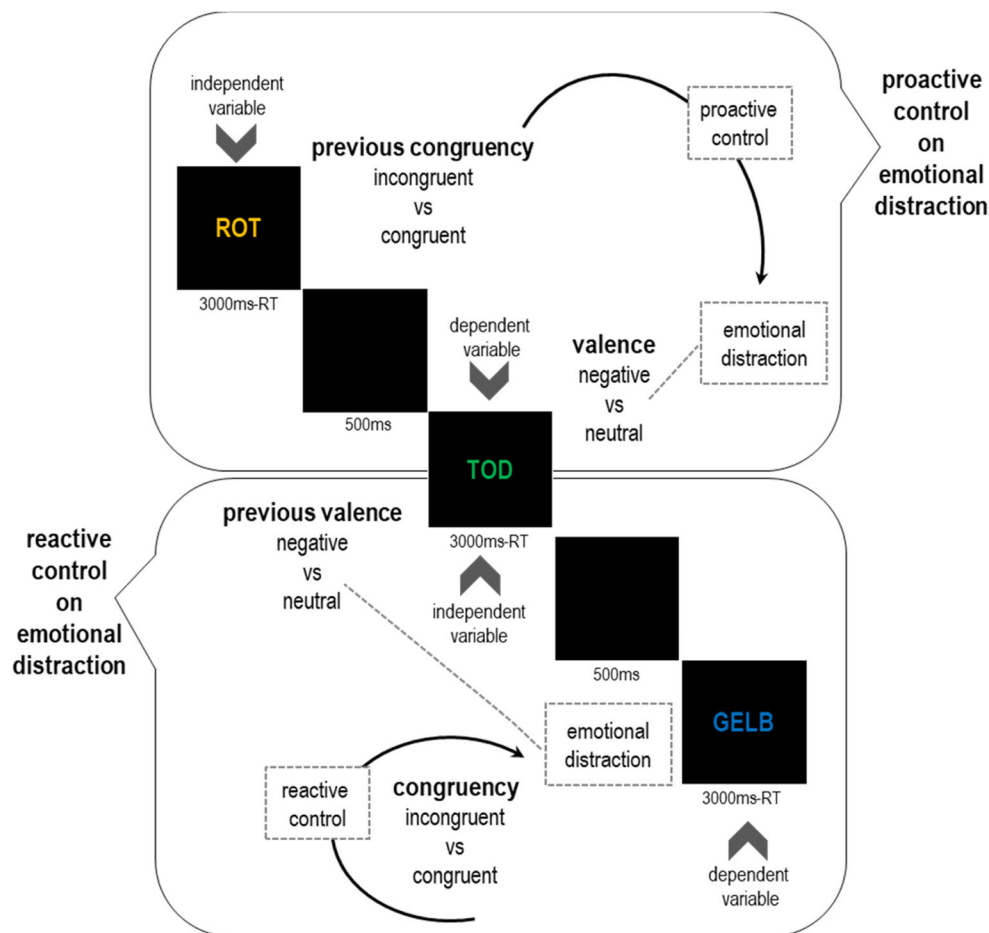 independent
variable
previous congruency
incongruent
vs
congruent
proactive
control
proactive
control
on
emotional
distraction
ROT
3000ms-RT
500ms
dependent
variable
valence
negative
vs
neutral
emotional
distraction
TOD
3000ms-RT
independent
variable
reactive
control
on
emotional
distraction
previous valence
negative
vs
neutral
500ms
emotional
distraction
GELB
3000ms-RT
dependent
variable
reactive
control
congruency
incongruent
vs
congruent